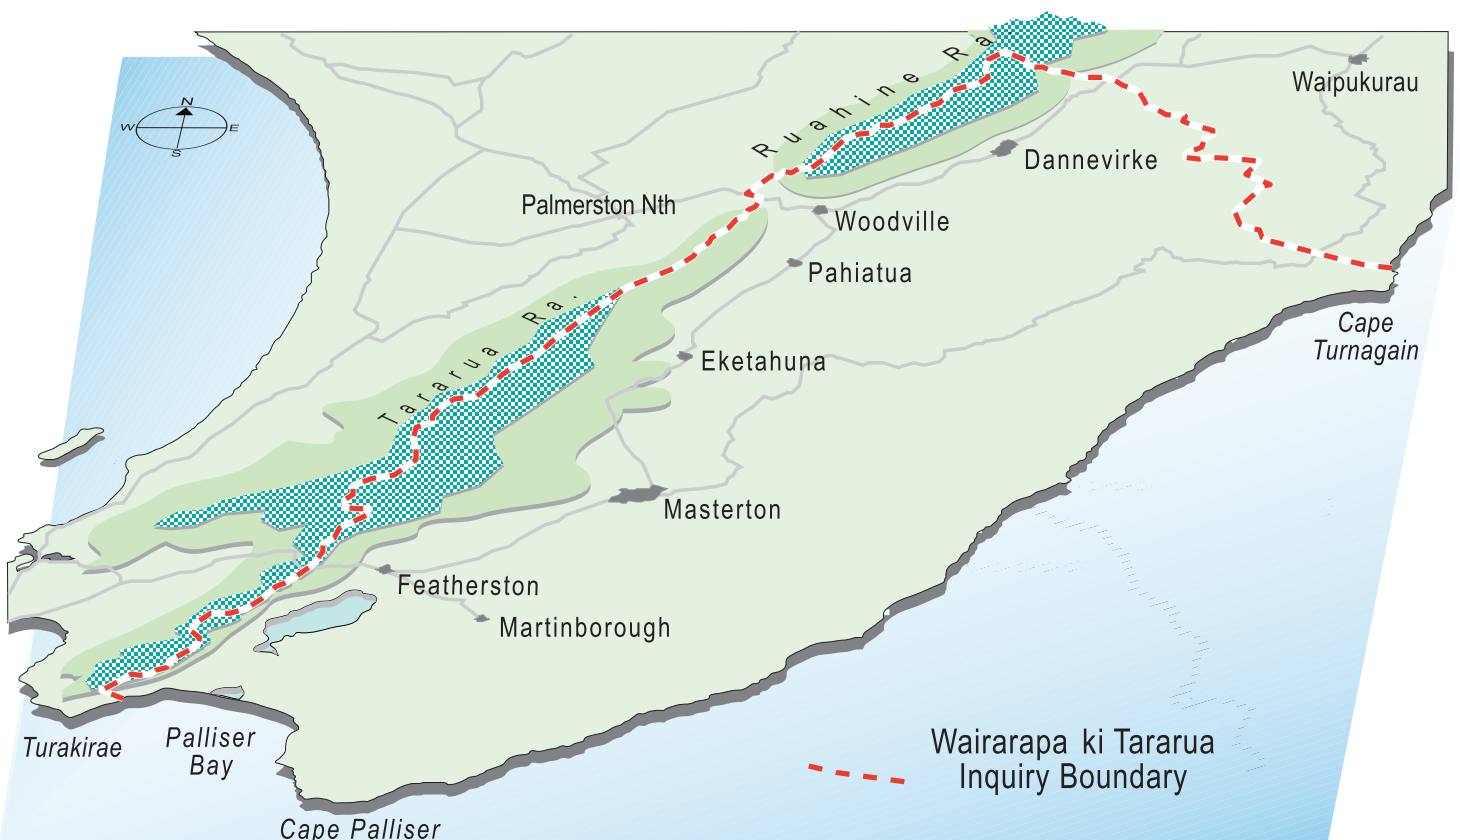 N
W E
S
Ruahine Ra
Waipukurau
Dannevirke
Palmerston Nth
Woodville
Pahiatua
Tararua Ra.
Cape
Turnagain
Eketahuna
Masterton
Featherston
Martinborough
Turakirae
Palliser
Bay
Cape Palliser
Wairarapa ki Tararua
Inquiry Boundary